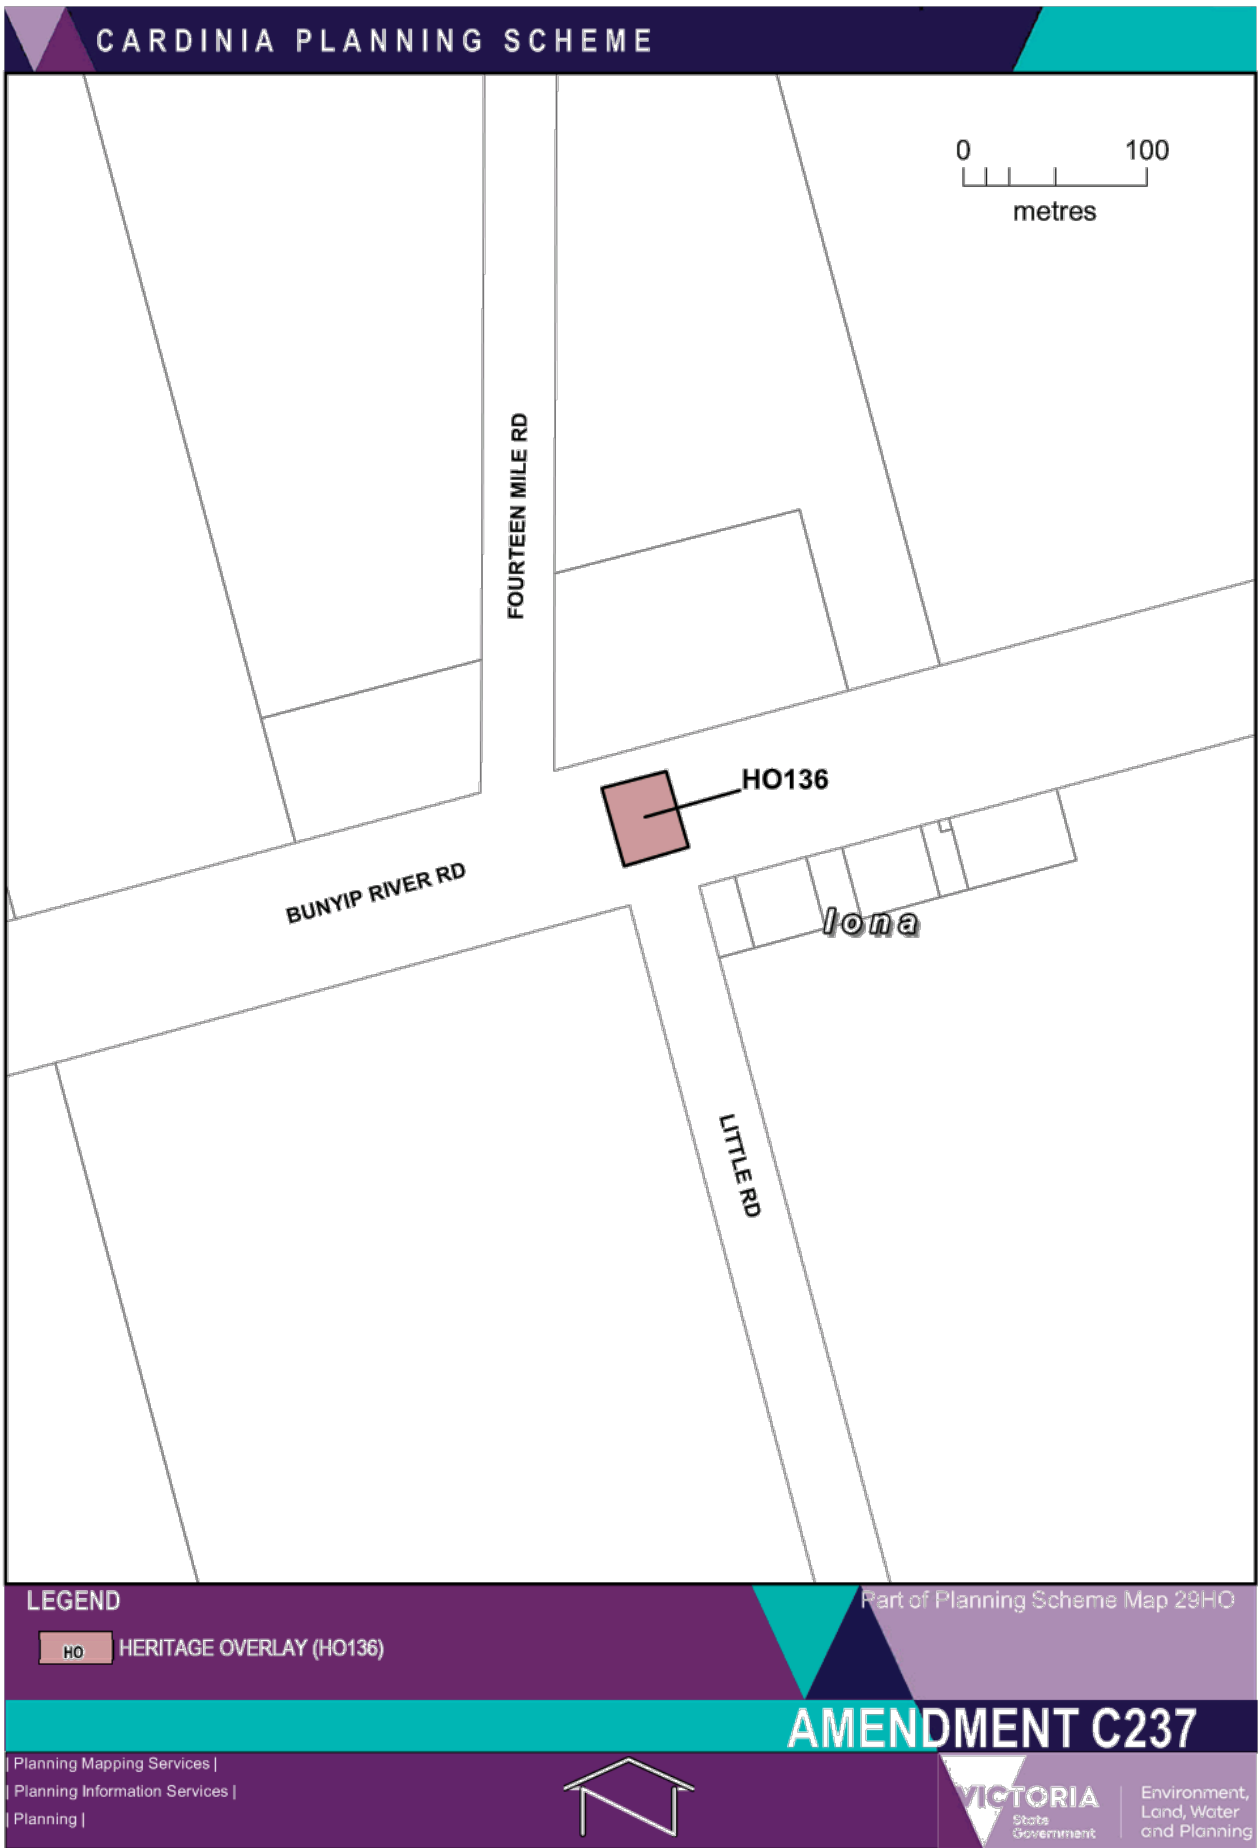 CARDINIA PLANNING SCHEME
0 100
metres
FOURTEEN MILE RD
HO136
BUNYIP RIVER RD
Iona
LITTLE RD
LEGEND
HO HERITAGE OVERLAY (HO136)
Part of Planning Scheme Map 29HO
AMENDMENT C237
| Planning Mapping Services |
| Planning Information Services |
| Planning |
VICTORIA
State
Government
Environment,
Land, Water
and Planning